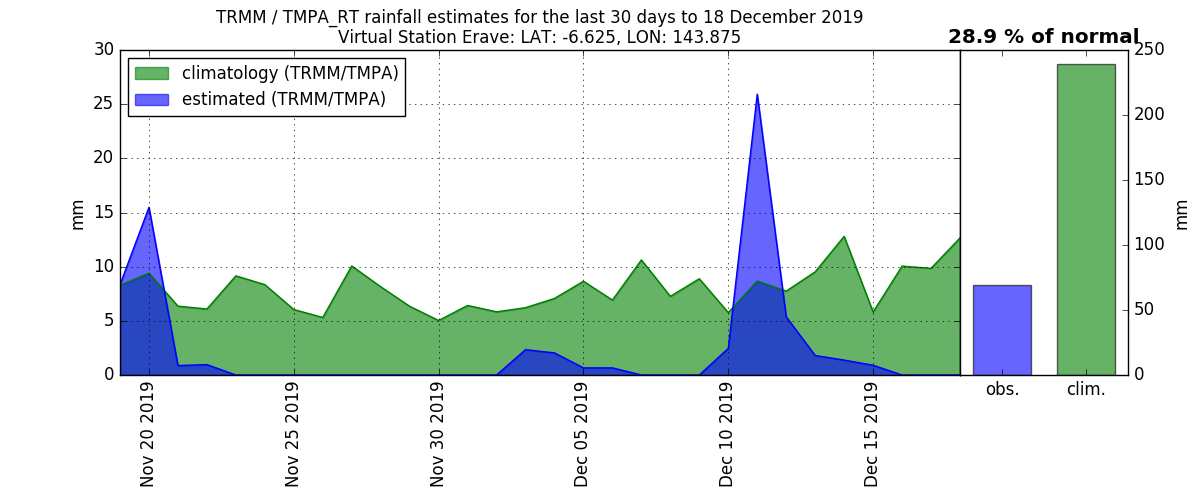 TRMM / TMPA_RT rainfall estimates for the last 30 days to 18 December 2019
Virtual Station Erave: LAT: -6.625, LON: 143.875
28.9 % of normal
climatology (TRMM/TMPA)
estimated (TRMM/TMPA)
30
25
20
15
10
5
0
mm
Nov 20 2019
Nov 25 2019
Nov 30 2019
Dec 05 2019
Dec 10 2019
Dec 15 2019
obs.
clim.
250
200
150
100
50
0
mm